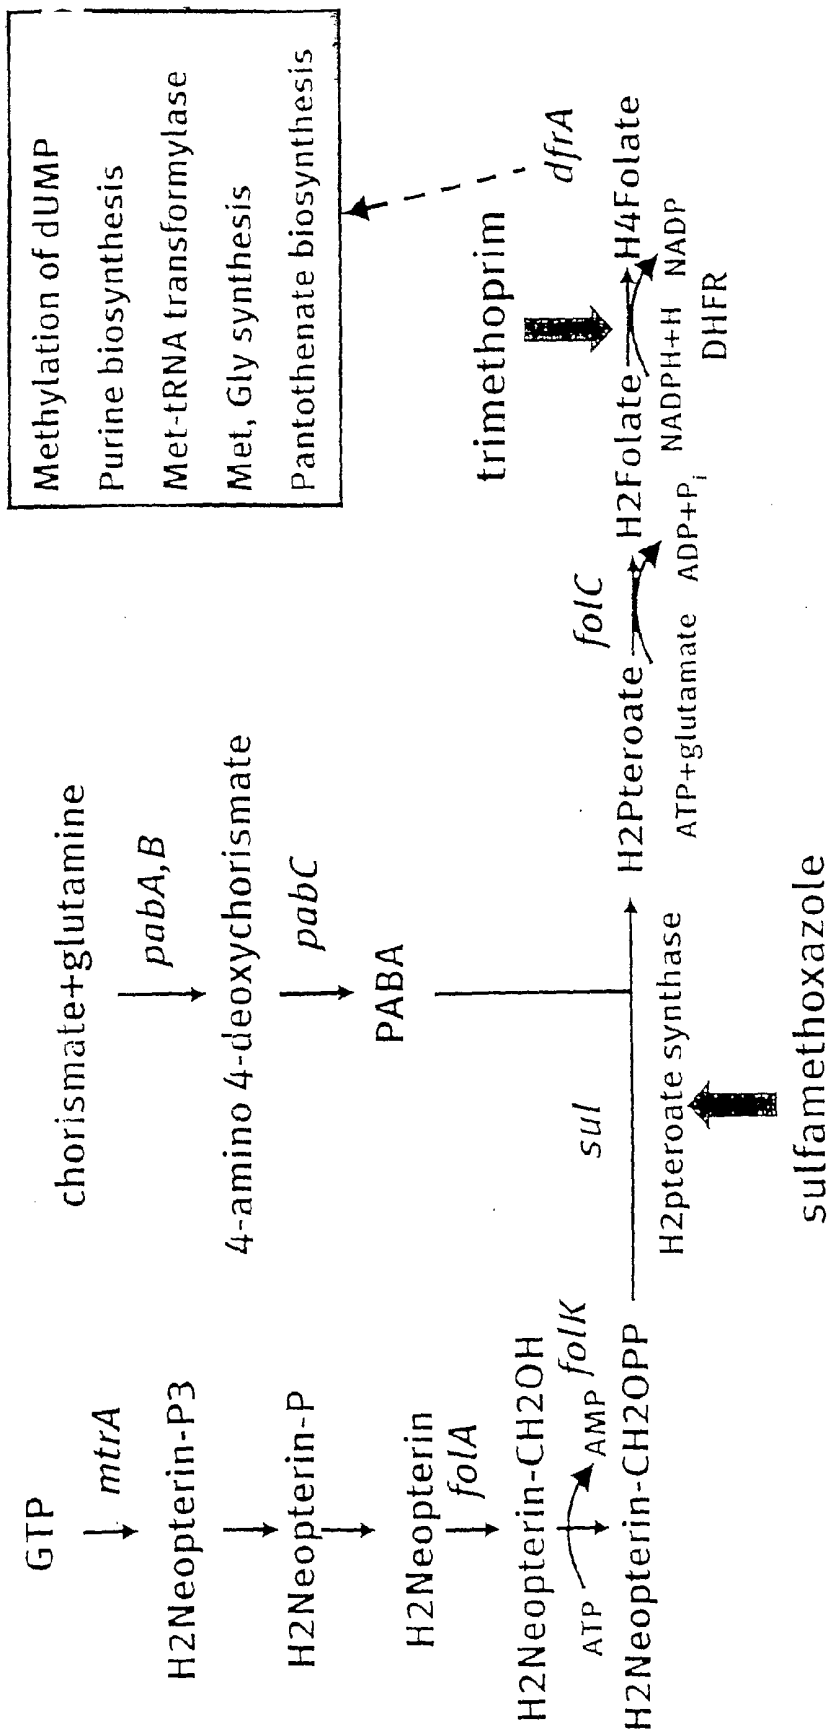 GTP
mtrA
H2Neopterin-P3
H2Neopterin-P
H2Neopterin
folA
H2Neopterin-CH2OH
ATP
AMP
folK
H2Neopterin-CH2OPP
chorismate+glutamine
pabA,B
4-amino 4-deoxychorismate
pabC
PABA
sul
H2pteroate synthase
sulfamethoxazole
H2Pteroate
folC
ATP+glutamate
ADP+Pi
H2Folate
trimethoprim
NADPH+H
NADP
DHFR
H4Folate
dfrA
Methylation of dUMP
Purine biosynthesis
Met-tRNA transformylase
Met, Gly synthesis
Pantothenate biosynthesis